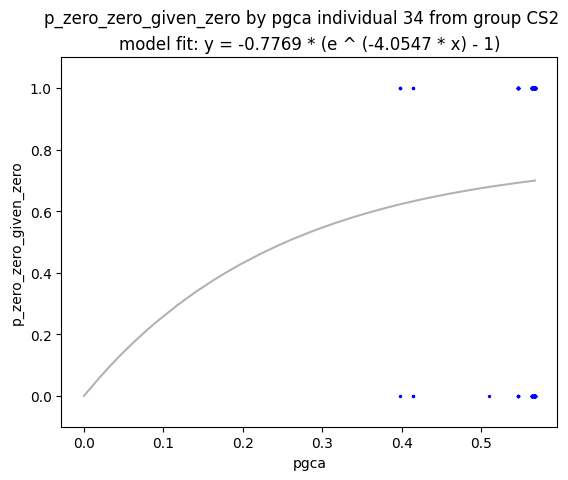 p_zero_zero_given_zero by pgca individual 34 from group CS2
model fit: y = -0.7769 * (e ^ (-4.0547 * x) - 1)
1.0
0.8
0.6
0.4
0.2
0.0
p_zero_zero_given_zero
0.0 0.1 0.2 0.3 0.4 0.5
pgca